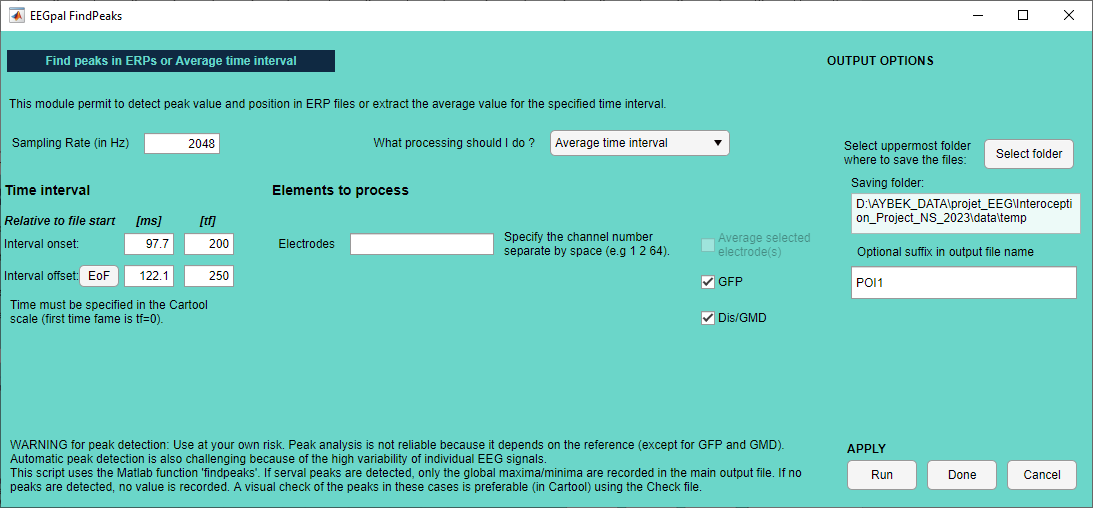 EEGpal FindPeaks
Find peaks in ERPs or Average time interval
OUTPUT OPTIONS
This module permit to detect peak value and position in ERP files or extract the average value for the specified time interval.
Sampling Rate (in Hz)
2048
What processing should I do ?
Average time interval
Select uppermost folder
where to save the files:
Select folder
Time interval
Elements to process
Saving folder:
D:\AYBEK_DATA\projet_EEG\Interocepti
on_Project_NS_2023\data\temp
Relative to file start
[ms]
[tf]
Interval onset:
97.7
200
Electrodes
Specify the channel number
separate by space (e.g 1 2 64).
Average selected
electrode(s)
Optional suffix in output file name
Interval offset:
EoF
122.1
250
GFP
POI1
Time must be specified in the Cartool
scale (first time fame is tf=0).
Dis/GMD
WARNING for peak detection: Use at your own risk. Peak analysis is not reliable because it depends on the reference (except for GFP and GMD).
Automatic peak detection is also challenging because of the high variability of individual EEG signals.
This script uses the Matlab function 'findpeaks'. If serval peaks are detected, only the global maxima/minima are recorded in the main output file. If no
peaks are detected, no value is recorded. A visual check of the peaks in these cases is preferable (in Cartool) using the Check file.
APPLY
Run
Done
Cancel